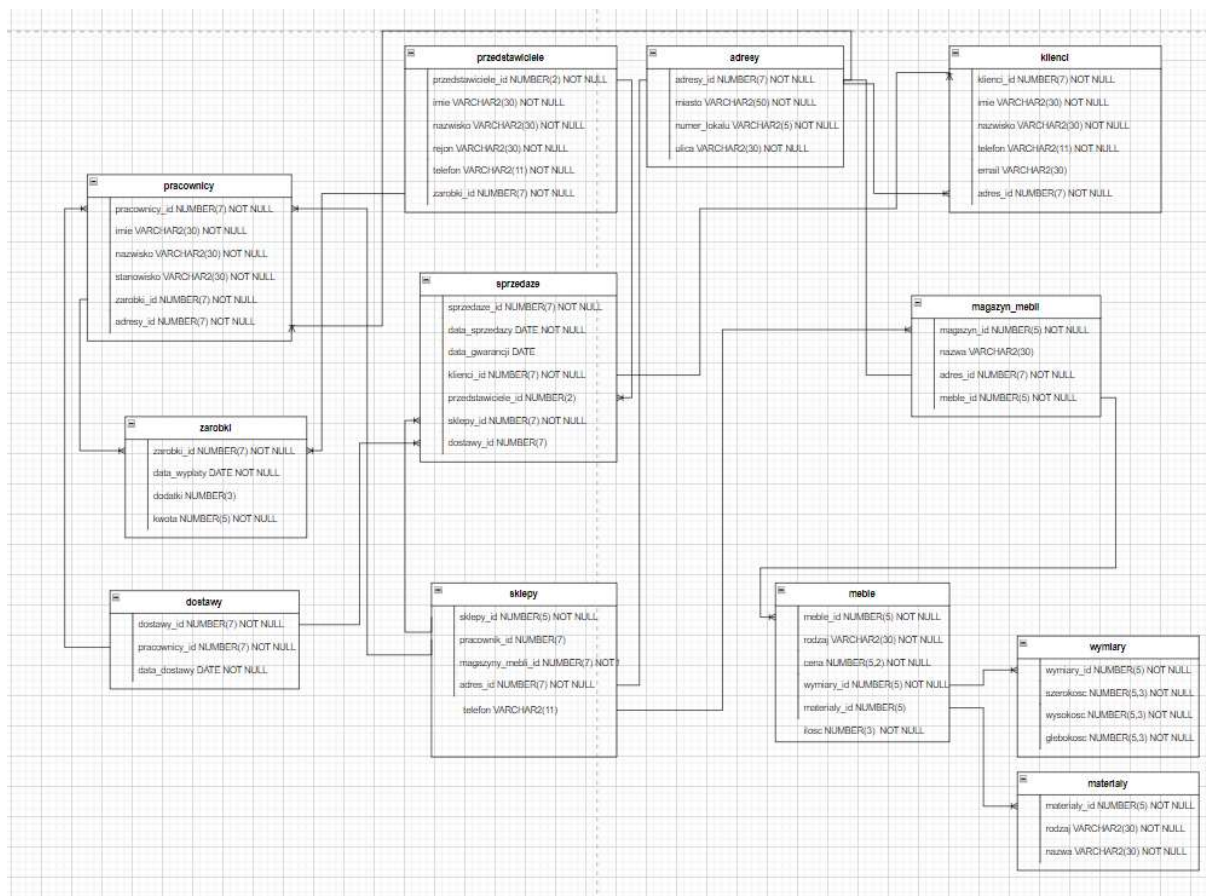 przedstawiciele
przedstawiciele_id NUMBER(2) NOT NULL
imie VARCHAR2(30) NOT NULL
nazwisko VARCHAR2(30) NOT NULL
rejon VARCHAR2(30) NOT NULL
telefon VARCHAR2(11) NOT NULL
zarobki_id NUMBER(7) NOT NULL
adresy
adresy_id NUMBER(7) NOT NULL
miasto VARCHAR2(50) NOT NULL
numer_lokalu VARCHAR2(5) NOT NULL
ulica VARCHAR2(30) NOT NULL
klienci
klienci_id NUMBER(7) NOT NULL
imie VARCHAR2(30) NOT NULL
nazwisko VARCHAR2(30) NOT NULL
telefon VARCHAR2(11) NOT NULL
email VARCHAR2(30)
adres_id NUMBER(7) NOT NULL
pracownicy
pracownicy_id NUMBER(7) NOT NULL
imie VARCHAR2(30) NOT NULL
nazwisko VARCHAR2(30) NOT NULL
stanowisko VARCHAR2(30) NOT NULL
zarobki_id NUMBER(7) NOT NULL
adresy_id NUMBER(7) NOT NULL
sprzedaze
sprzedaze_id NUMBER(7) NOT NULL
data_sprzedazy DATE NOT NULL
data_gwarancji DATE
klienci_id NUMBER(7) NOT NULL
przedstawiciele_id NUMBER(2)
sklepy_id NUMBER(7) NOT NULL
dostawy_id NUMBER(7)
magazyn_mebli
magazyn_id NUMBER(5) NOT NULL
nazwa VARCHAR2(30)
adres_id NUMBER(7) NOT NULL
meble_id NUMBER(5) NOT NULL
zarobki
zarobki_id NUMBER(7) NOT NULL
data_wyplaty DATE NOT NULL
dodatki NUMBER(3)
kwota NUMBER(5) NOT NULL
dostawy
dostawy_id NUMBER(7) NOT NULL
pracownicy_id NUMBER(7) NOT NULL
data_dostawy DATE NOT NULL
sklepy
sklepy_id NUMBER(5) NOT NULL
pracownik_id NUMBER(7)
magazyny_mebli_id NUMBER(7) NOT
adres_id NUMBER(7) NOT NULL
telefon VARCHAR2(11)
meble
meble_id NUMBER(5) NOT NULL
rodzaj VARCHAR2(30) NOT NULL
cena NUMBER(5,2) NOT NULL
wymiary_id NUMBER(5) NOT NULL
materialy_id NUMBER(5)
ilosc NUMBER(3) NOT NULL
wymiary
wymiary_id NUMBER(5) NOT NULL
szerokosc NUMBER(5,3) NOT NULL
wysokosc NUMBER(5,3) NOT NULL
glebokosc NUMBER(5,3) NOT NULL
materialy
materialy_id NUMBER(5) NOT NULL
rodzaj VARCHAR2(30) NOT NULL
nazwa VARCHAR2(30) NOT NULL